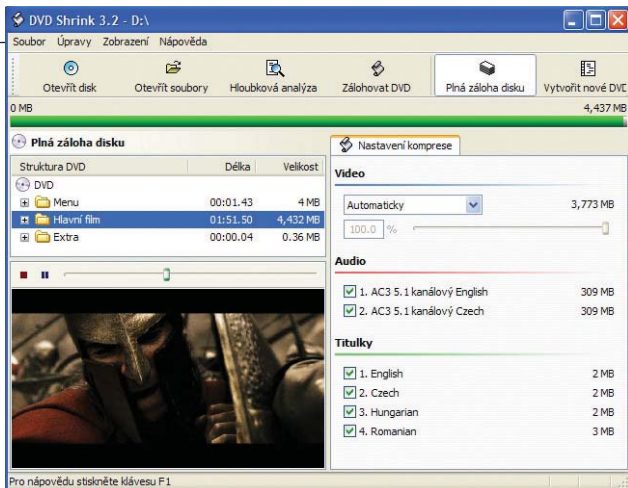 DVD Shrink 3.2 - D:\
Soubor Úpravy Zobrazení Nápověda
Otevřít disk Otevřít soubory Hloubková analýza Zálohovat DVD Plná záloha disku Vytvořit nové DVD
0 MB 4,437 MB
Plná záloha disku
Struktura DVD Délka Velikost
DVD
Menu 00:01.43 4 MB
Hlavní film 01:51.50 4,432 MB
Extra 00:00.04 0.36 MB
Nastavení komprese
Video
Automaticky 3,773 MB
100.0 %
Audio
1. AC3 5.1 kanálový English 309 MB
2. AC3 5.1 kanálový Czech 309 MB
Titulky
1. English 2 MB
2. Czech 2 MB
3. Hungarian 2 MB
4. Romanian 3 MB
Pro nápovědu stiskněte klávesu F1